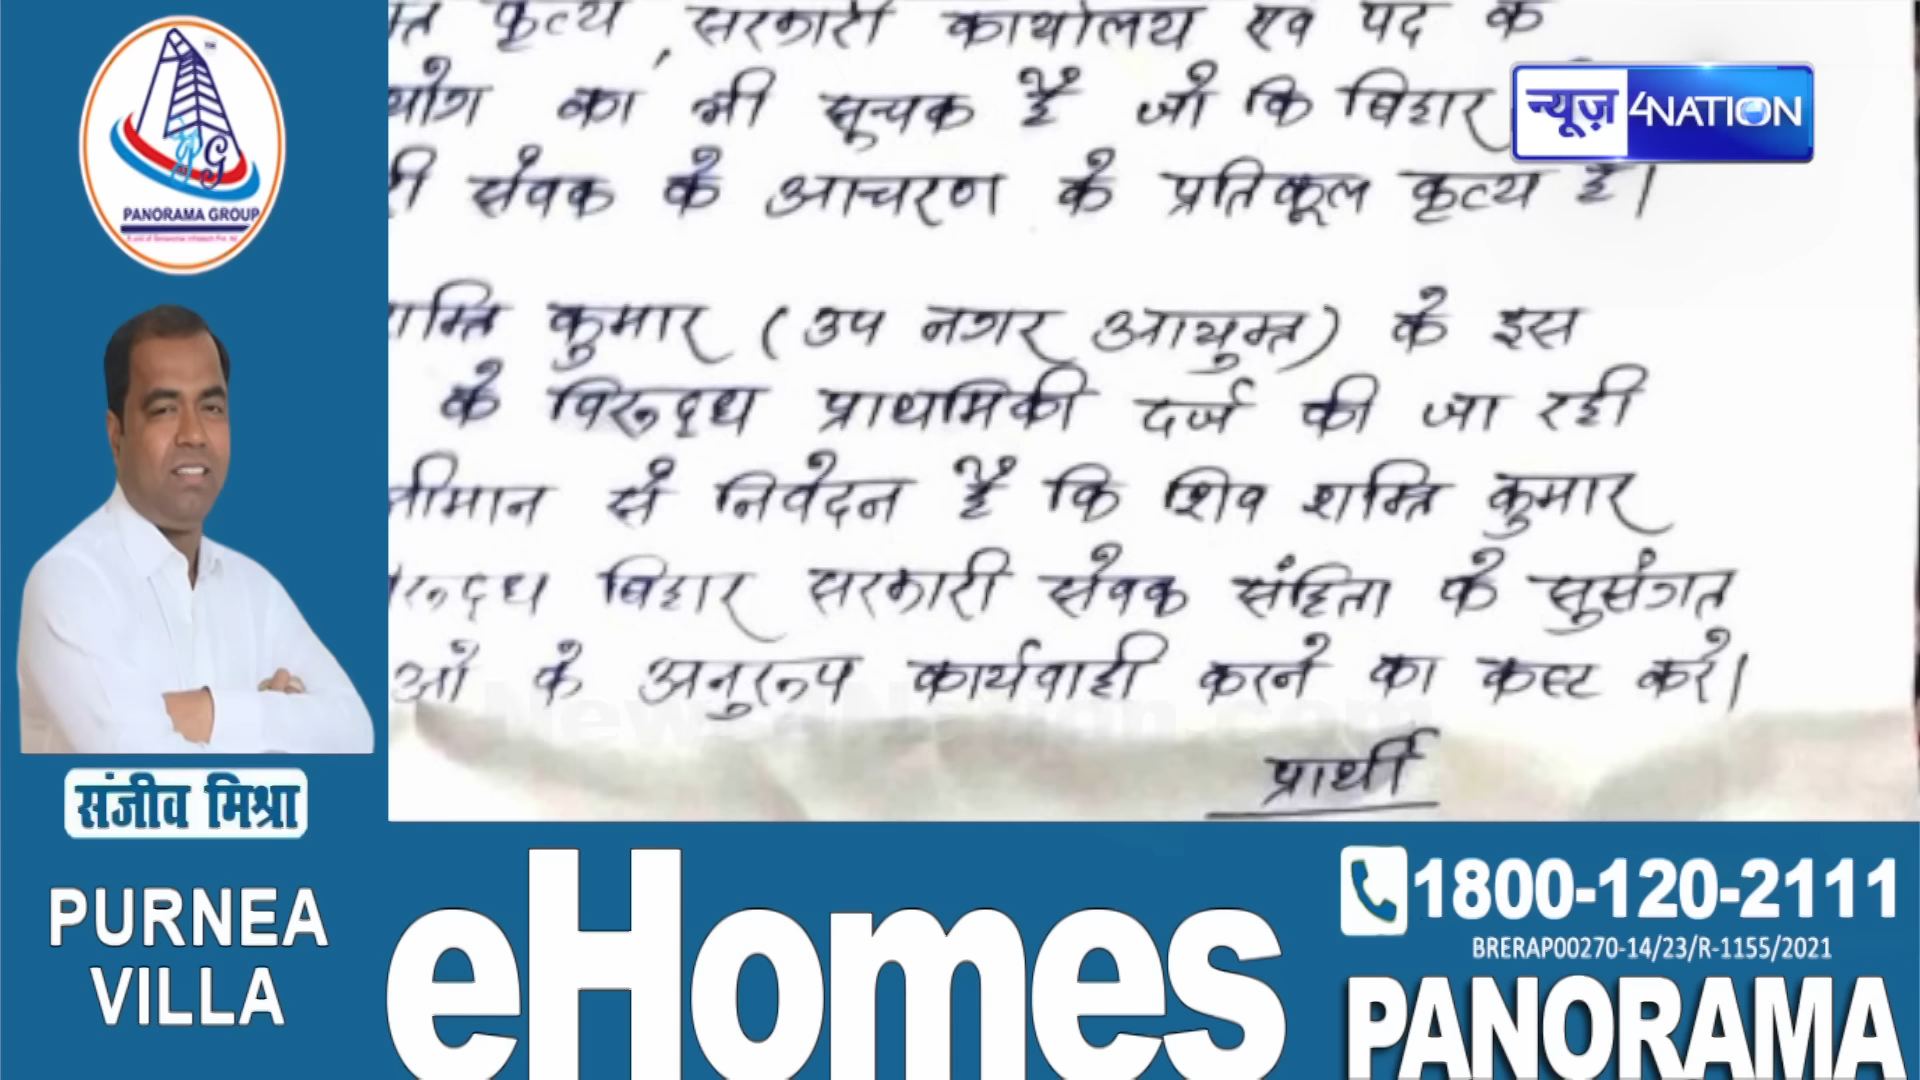 कृत्य, सरकारी कार्यालय एवं पद के
का भी सूचक है जो कि बिहार
सेवक के आचरण के प्रतिकूल कृत्य है।
कुमार (उप नगर आयुक्त) के इस
के विरूद्ध प्राथमिकी दर्ज की जा रही
से निवेदन है कि शिव शक्ति कुमार
बिहार सरकारी सेवक संहिता के सुसंगत
ओं के अनुरूप कार्यवाही करने का कष्ट करें।
प्रार्थी
News4Nation.com
न्यूज़ 4NATION
PANORAMA GROUP
संजीव मिश्रा
PURNEA
VILLA
eHomes
1800-120-2111
BRERAP00270-14/23/R-1155/2021
PANORAMA